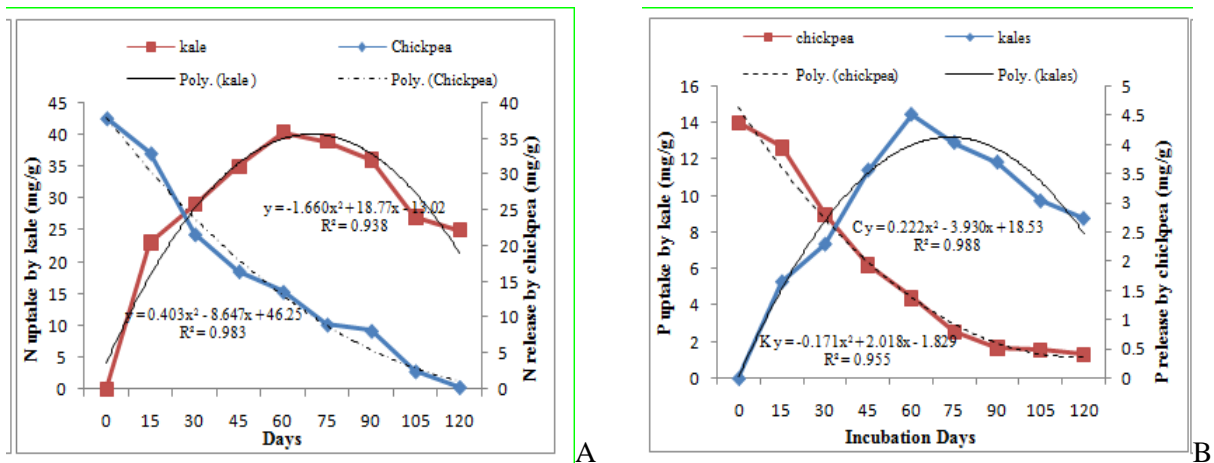 kale
Chickpea
Poly. (kale )
Poly. (Chickpea)
N uptake by kale (mg/g)
45
40
35
30
25
20
15
10
5
0
y = -1.660x² + 18.77x - 13.02
R² = 0.938
= 0.403x² - 8.647x + 46.25
R² = 0.983
40
35
30
25
20
15
10
5
0
N release by chickpea (mg/g)
0 15 30 45 60 75 90 105 120
Days
A
chickpea
kales
Poly. (chickpea)
Poly. (kales)
P uptake by kale (mg/g)
16
14
12
10
8
6
4
2
0
C y = 0.222x² - 3.930x + 18.53
R² = 0.988
K y = -0.171x² + 2.018x - 1.829
R² = 0.955
5
4.5
4
3.5
3
2.5
2
1.5
1
0.5
0
P release by chickpea (mg/g)
0 15 30 45 60 75 90 105 120
Incubation Days
B